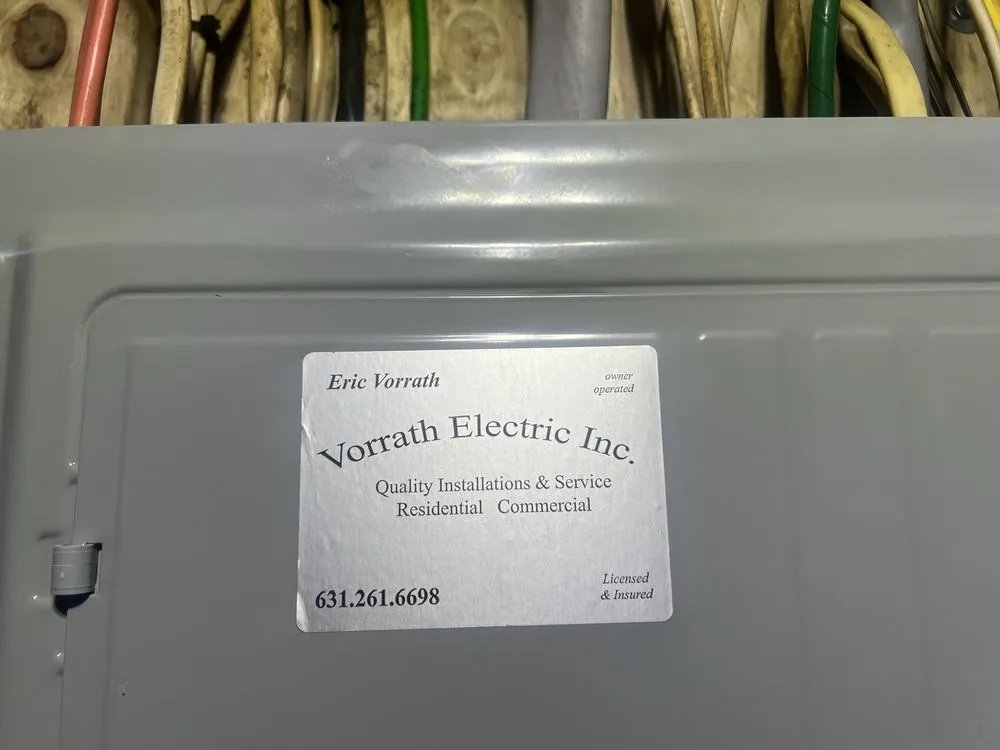 Eric Vorrath
owner
operated
Vorrath Electric Inc.
Quality Installations & Service
Residential Commercial
631.261.6698
Licensed
& Insured